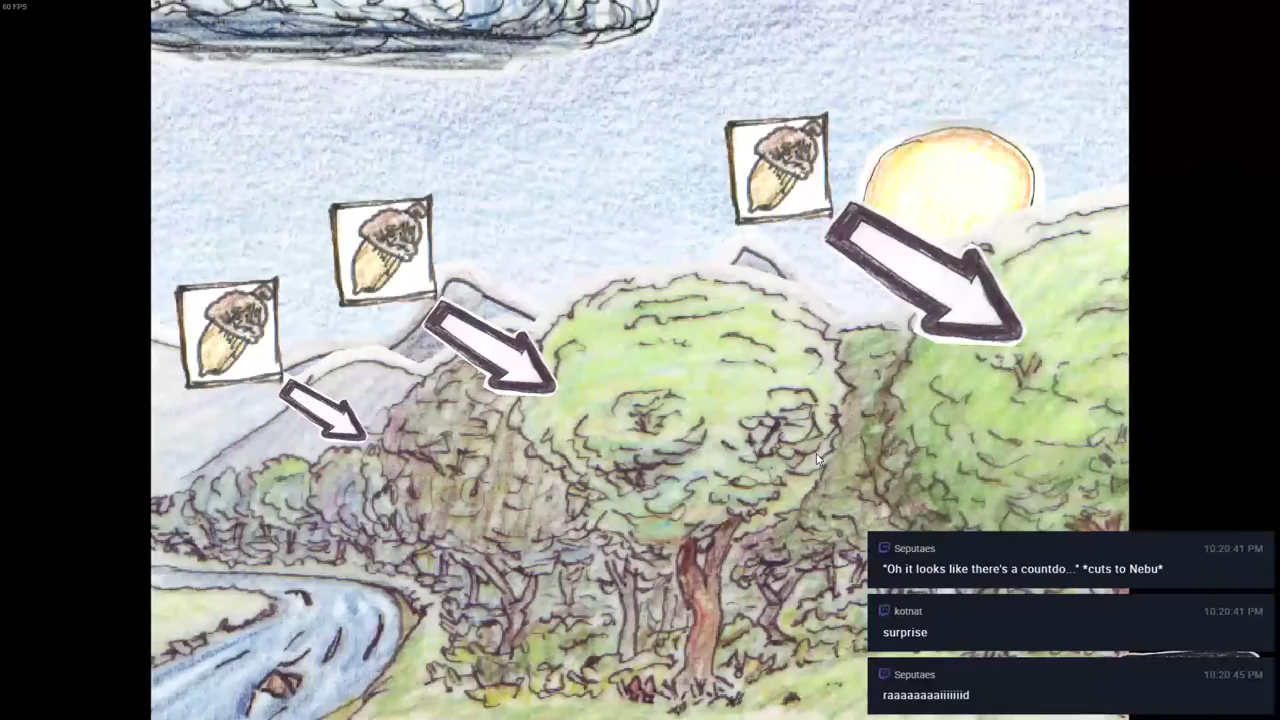 60 FPS
Seputaes 10:20:41 PM
"Oh it looks like there's a countdo..." *cuts to Nebu*
kotnat 10:20:41 PM
surprise
Seputaes 10:20:45 PM
raaaaaaaaiiiiiiid